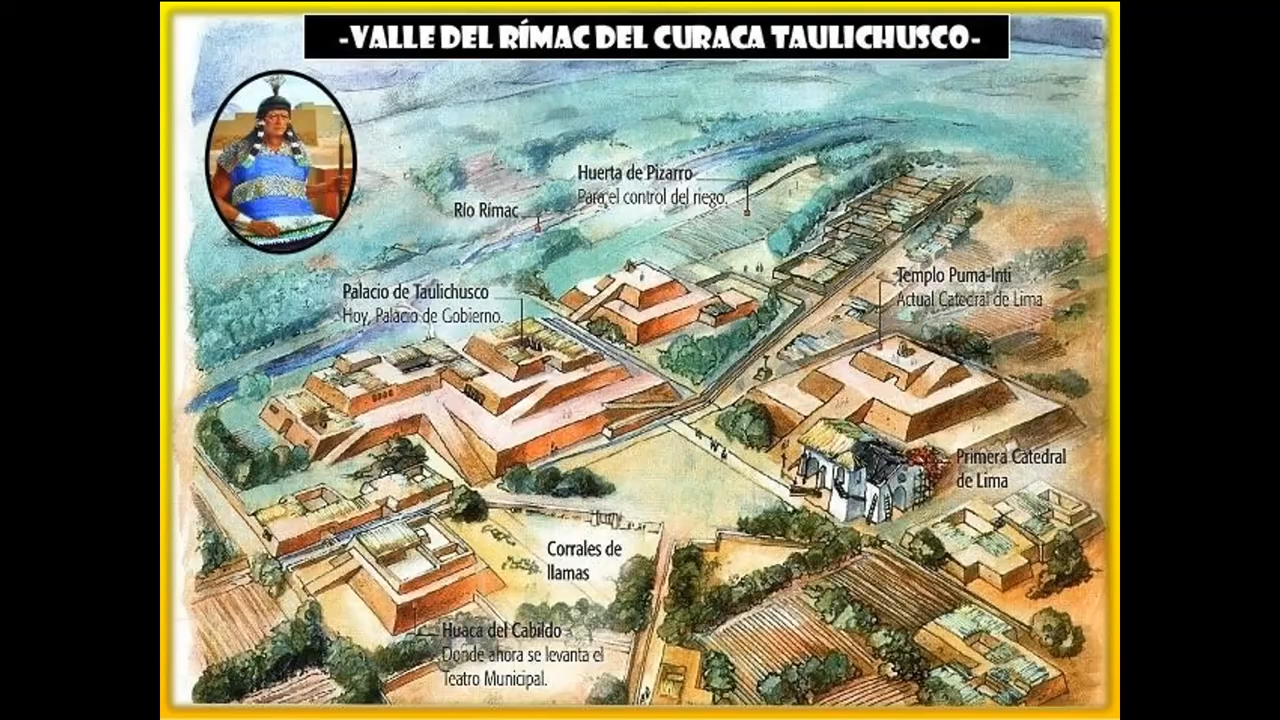 -VALLE DEL RÍMAC DEL CURACA TAULICHUSCO-
Huerta de Pizarro
Para el control del riego.
Río Rímac
Templo Puma-Inti
Actual Catedral de Lima
Palacio de Taulichusco
Hoy, Palacio de Gobierno.
Primera Catedral
de Lima
Corrales de
llamas
Huaca del Cabildo
Donde ahora se levanta el
Teatro Municipal.